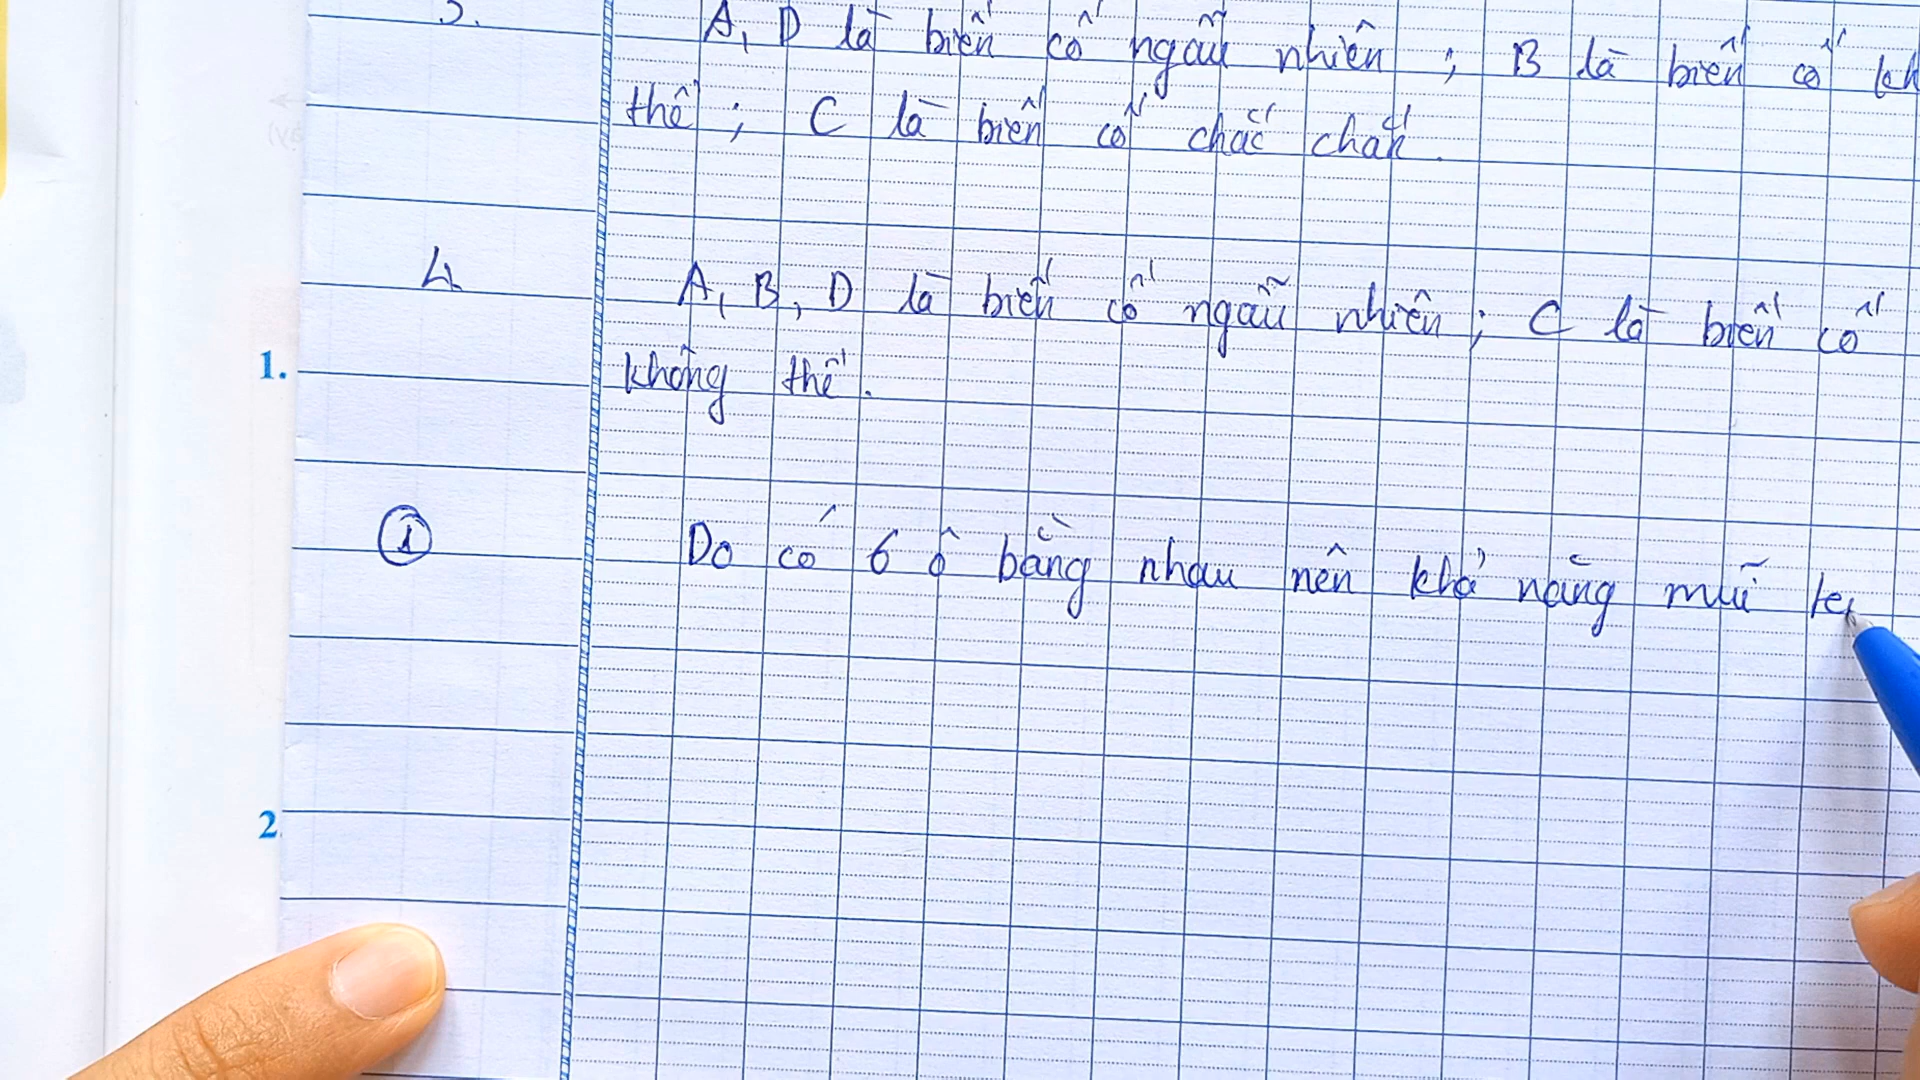 3.
A, D là biến cố ngẫu nhiên ; B là biến cố
thể ; C là biến cố chắc chắn.
4
A, B, D là biến cố ngẫu nhiên ; C là biến cố
1.
không thể.
1
Do có 6 ô bằng nhau nên khả năng mũi
2